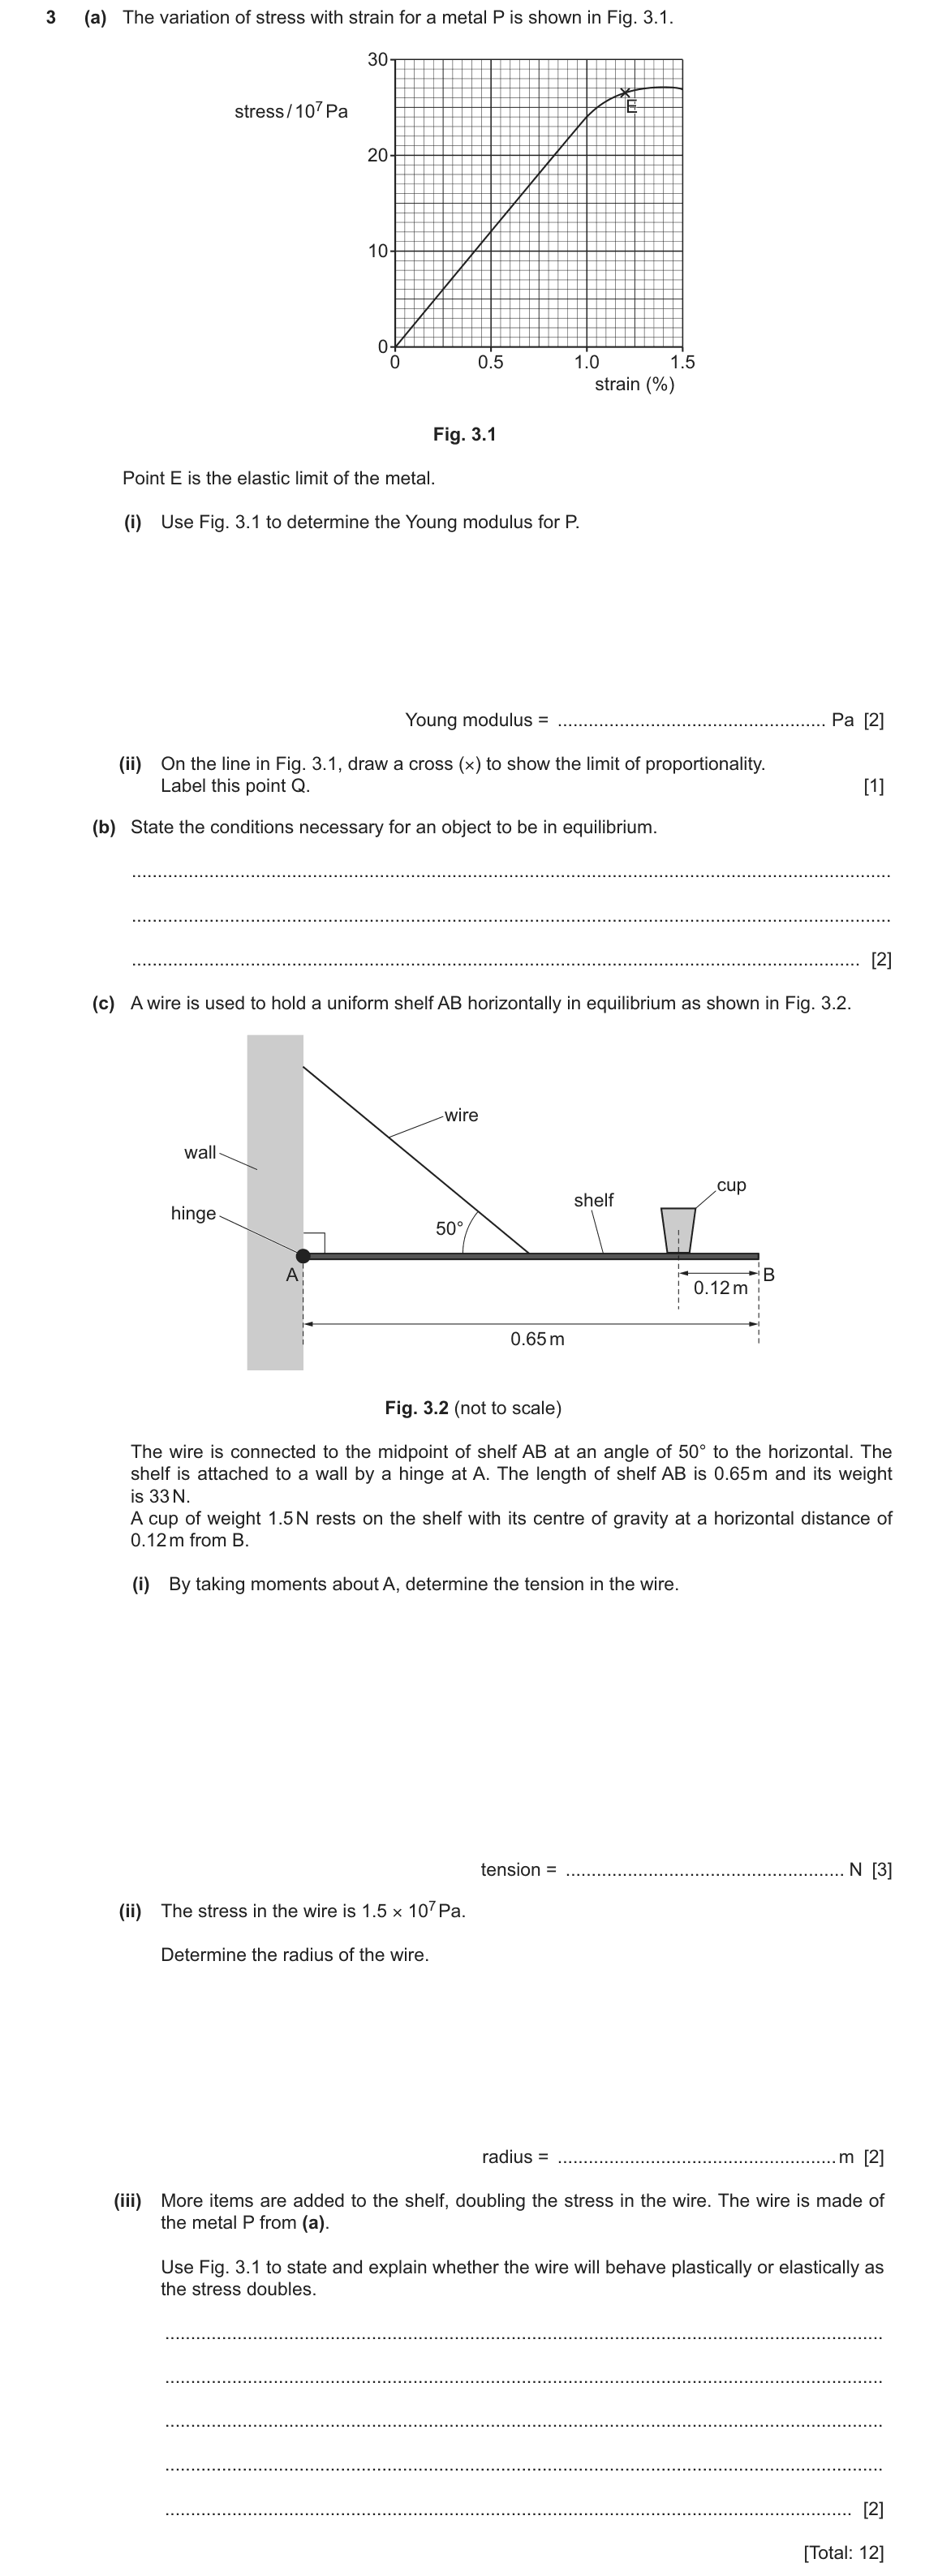 3 (a) The variation of stress with strain for a metal P is shown in Fig. 3.1.
30
stress / 10⁷ Pa
E
20
10
0
0 0.5 1.0 1.5
strain (%)
Fig. 3.1
Point E is the elastic limit of the metal.
(i) Use Fig. 3.1 to determine the Young modulus for P.
Young modulus = .................................................... Pa [2]
(ii) On the line in Fig. 3.1, draw a cross (×) to show the limit of proportionality.
Label this point Q. [1]
(b) State the conditions necessary for an object to be in equilibrium.
...................................................................................................................................................
...................................................................................................................................................
............................................................................................................................................. [2]
(c) A wire is used to hold a uniform shelf AB horizontally in equilibrium as shown in Fig. 3.2.
wire
wall
cup
shelf
hinge
50°
A
B
0.12 m
0.65 m
Fig. 3.2 (not to scale)
The wire is connected to the midpoint of shelf AB at an angle of 50° to the horizontal. The
shelf is attached to a wall by a hinge at A. The length of shelf AB is 0.65 m and its weight
is 33 N.
A cup of weight 1.5 N rests on the shelf with its centre of gravity at a horizontal distance of
0.12 m from B.
(i) By taking moments about A, determine the tension in the wire.
tension = ...................................................... N [3]
(ii) The stress in the wire is 1.5 × 10⁷ Pa.
Determine the radius of the wire.
radius = ...................................................... m [2]
(iii) More items are added to the shelf, doubling the stress in the wire. The wire is made of
the metal P from (a).
Use Fig. 3.1 to state and explain whether the wire will behave plastically or elastically as
the stress doubles.
...........................................................................................................................................
...........................................................................................................................................
...........................................................................................................................................
...........................................................................................................................................
..................................................................................................................................... [2]
[Total: 12]